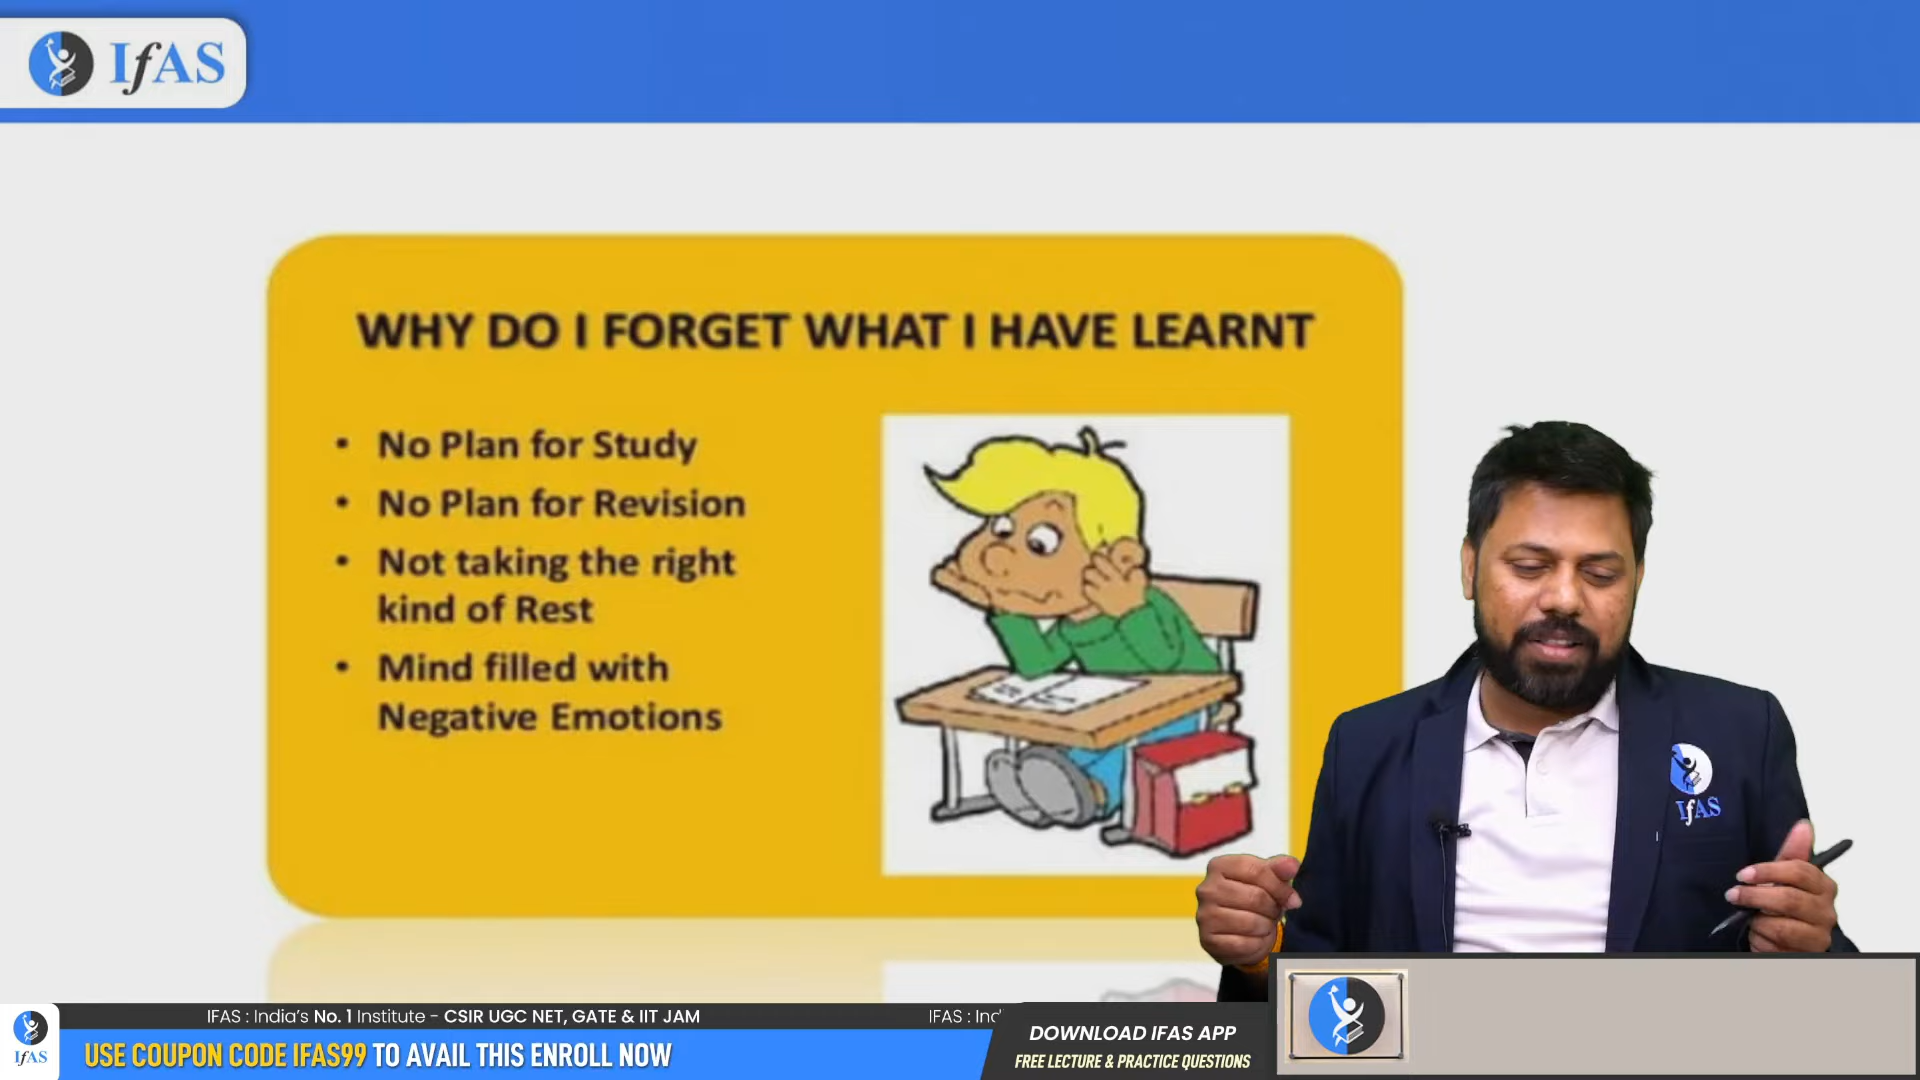 IfAS
WHY DO I FORGET WHAT I HAVE LEARNT
• No Plan for Study
• No Plan for Revision
• Not taking the right
kind of Rest
• Mind filled with
Negative Emotions
IfAS
IFAS : India's No. 1 Institute - CSIR UGC NET, GATE & IIT JAM
IFAS : Ind
IfAS
USE COUPON CODE IFAS99 TO AVAIL THIS ENROLL NOW
DOWNLOAD IFAS APP
FREE LECTURE & PRACTICE QUESTIONS